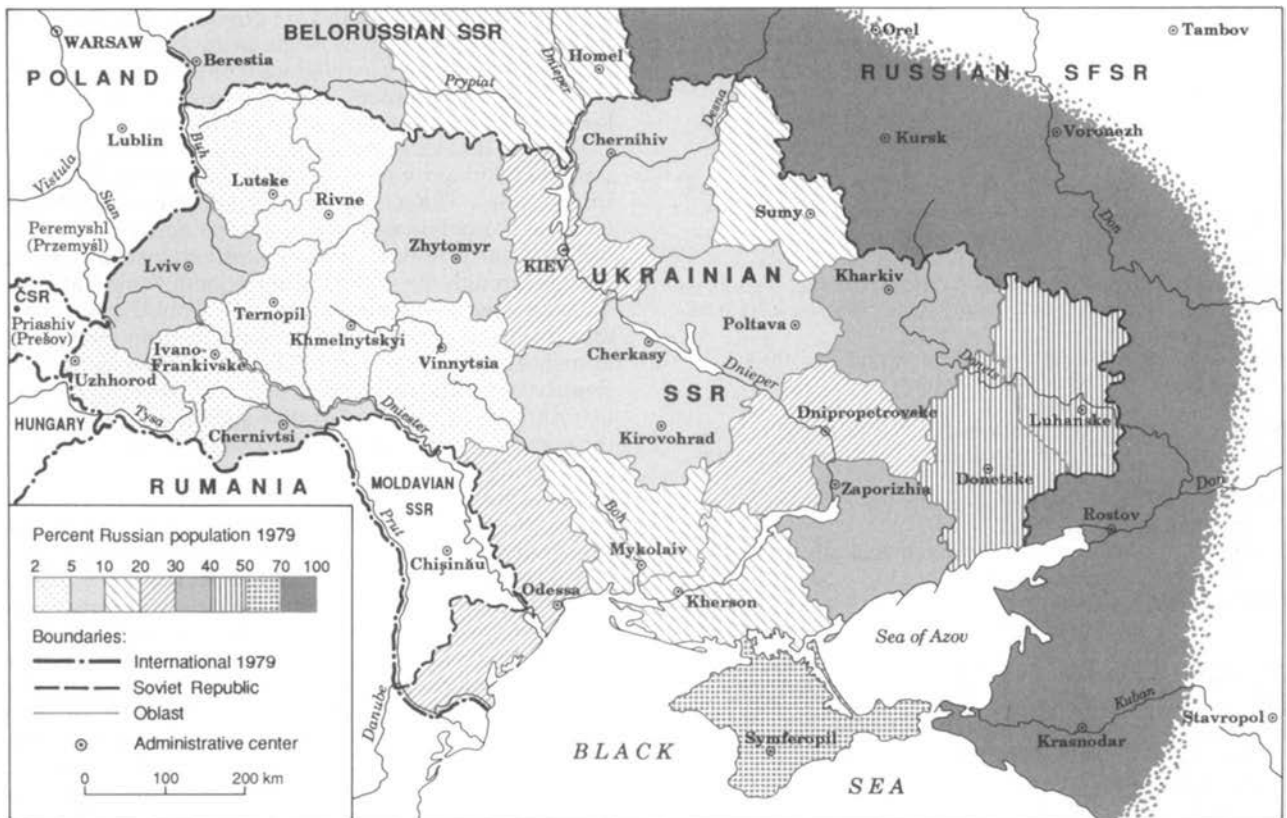 WARSAW
POLAND
Lublin
Vistula
Sian
Buh
Peremyshl
(Przemyśl)
ČSR
Priashiv
(Prešov)
Uzhhorod
HUNGARY
Tysa
RUMANIA
BELORUSSIAN SSR
Berestia
Prypiat
Dnieper
Homel
Desna
Chernihiv
Orel
Tambov
RUSSIAN SFSR
Kursk
Voronezh
Don
Lutske
Rivne
Zhytomyr
KIEV
Sumy
Lviv
Ternopil
Khmelnytskyi
Ivano-
Frankivske
Chernivtsi
Vinnytsia
Dniester
UKRAINIAN
SSR
Cherkasy
Poltava
Kharkiv
Donets
Dnieper
Kirovohrad
Dnipropetrovske
Luhanske
Donetske
Zaporizhia
Don
Rostov
MOLDAVIAN
SSR
Prut
Chișinău
Boh
Mykolaiv
Odessa
Kherson
Sea of Azov
Danube
Symferopil
BLACK
SEA
Kuban
Krasnodar
Stavropol
Percent Russian population 1979
2 5 10 20 30 40 50 70 100
Boundaries:
International 1979
Soviet Republic
Oblast
Administrative center
0 100 200 km